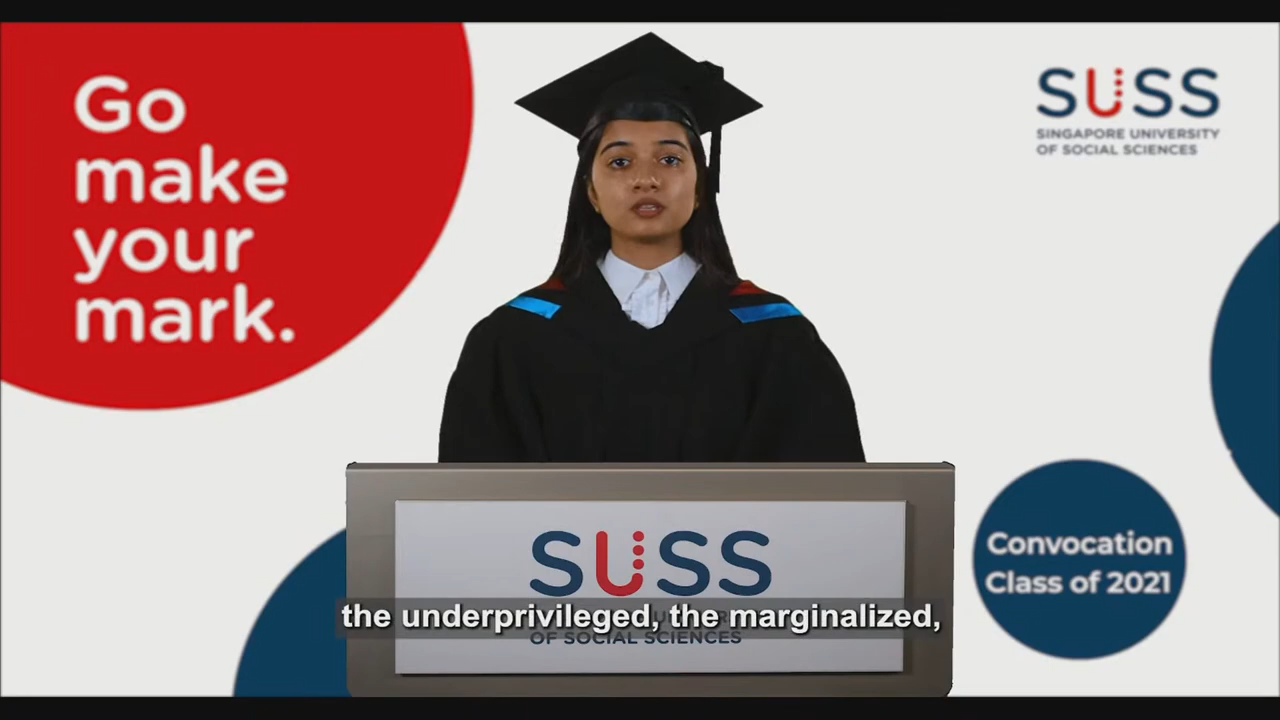 Go
make
your
mark.
SUSS
SINGAPORE UNIVERSITY
OF SOCIAL SCIENCES
SUSS
the underprivileged, the marginalized,
OF SOCIAL SCIENCES
Convocation
Class of 2021